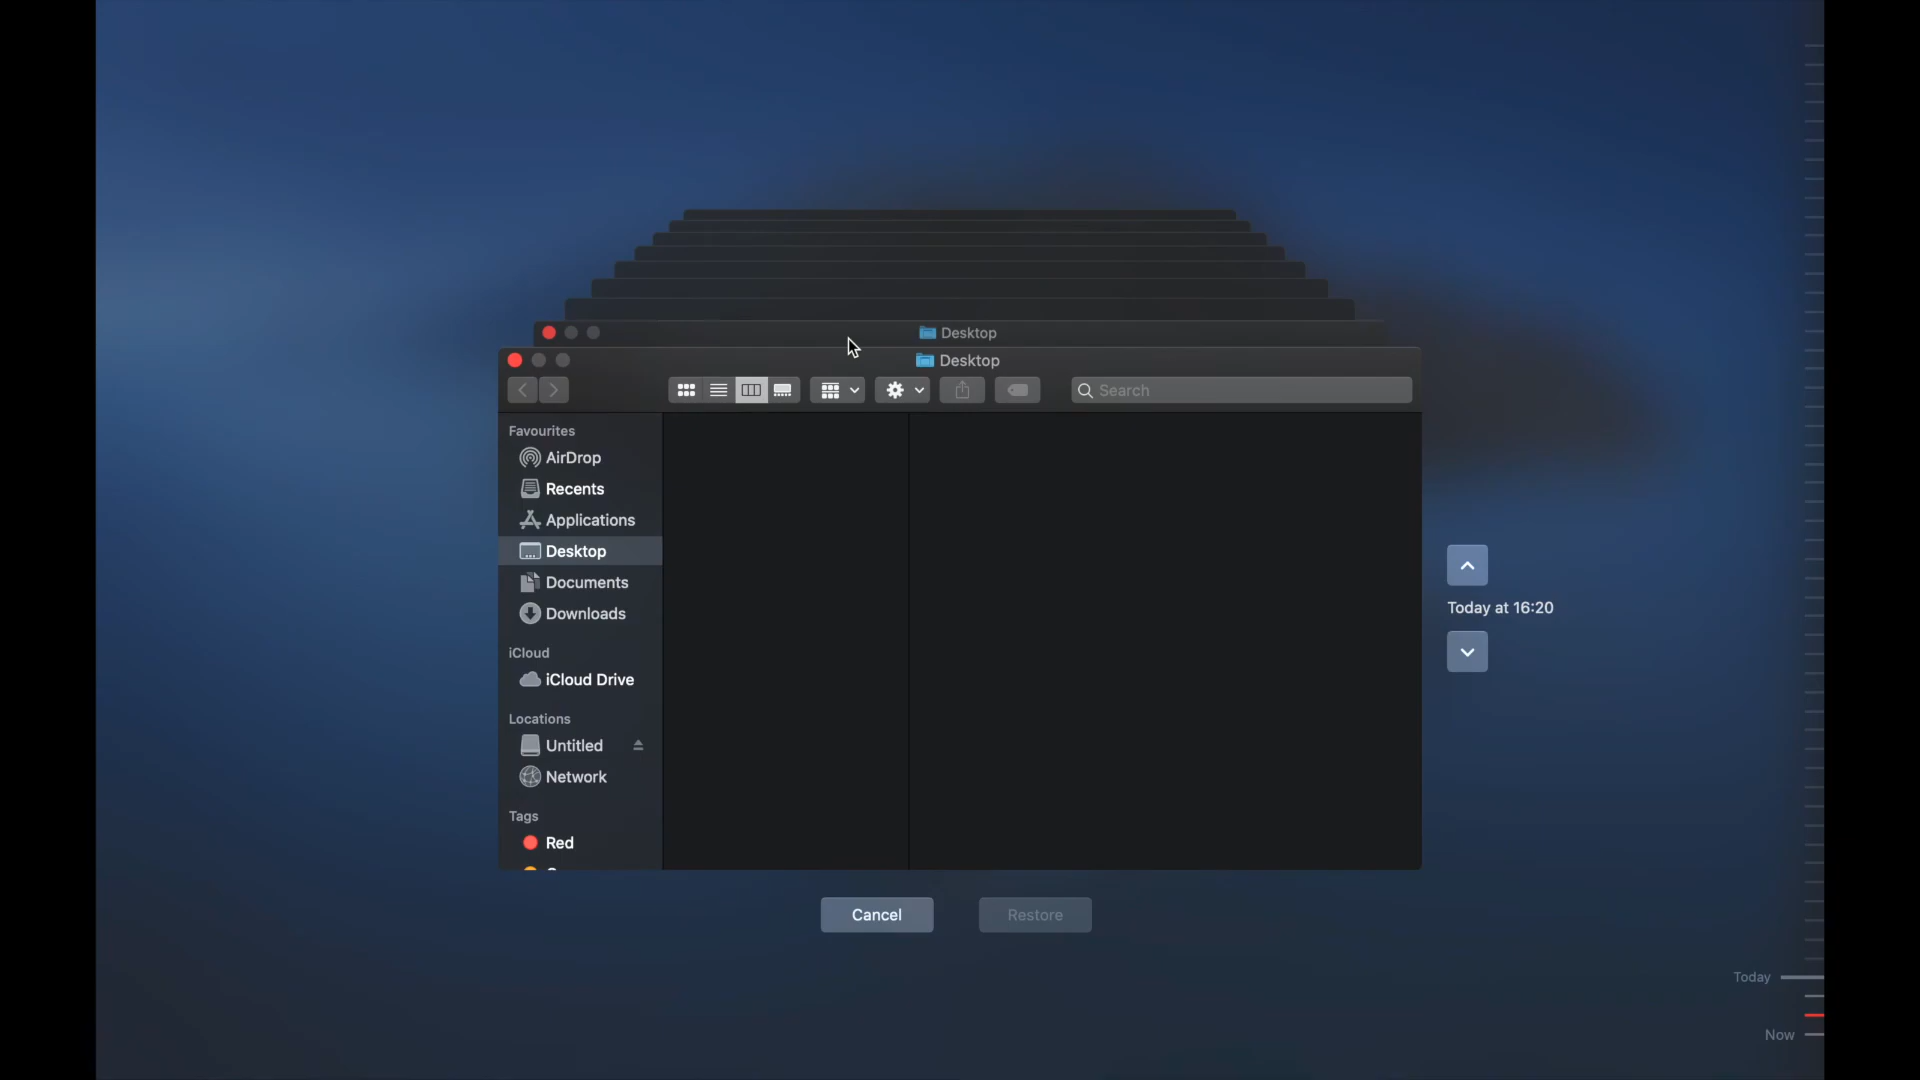 Desktop
Desktop
Search
Favourites
AirDrop
Recents
Applications
Desktop
Documents
Downloads
iCloud
iCloud Drive
Locations
Untitled
Network
Tags
Red
Today at 16:20
Cancel
Restore
Today
Now